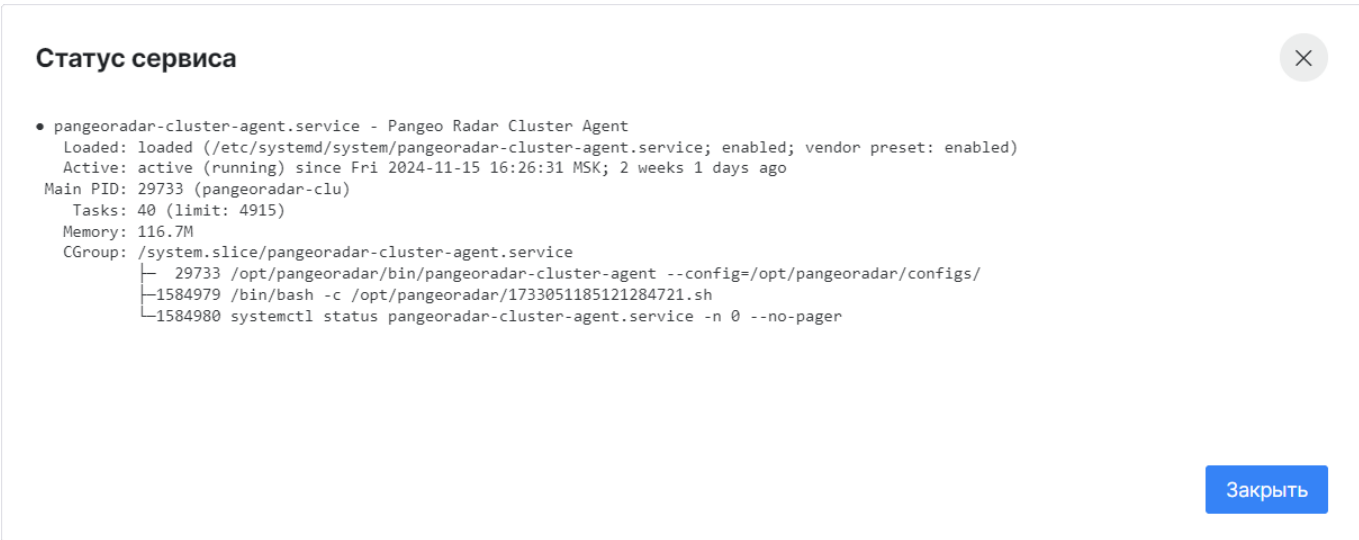 Статус сервиса
● pangeoradar-cluster-agent.service - Pangeo Radar Cluster Agent
Loaded: loaded (/etc/systemd/system/pangeoradar-cluster-agent.service; enabled; vendor preset: enabled)
Active: active (running) since Fri 2024-11-15 16:26:31 MSK; 2 weeks 1 days ago
Main PID: 29733 (pangeoradar-clu)
Tasks: 40 (limit: 4915)
Memory: 116.7M
CGroup: /system.slice/pangeoradar-cluster-agent.service
├─  29733 /opt/pangeoradar/bin/pangeoradar-cluster-agent --config=/opt/pangeoradar/configs/
├─1584979 /bin/bash -c /opt/pangeoradar/1733051185121284721.sh
└─1584980 systemctl status pangeoradar-cluster-agent.service -n 0 --no-pager
Закрыть